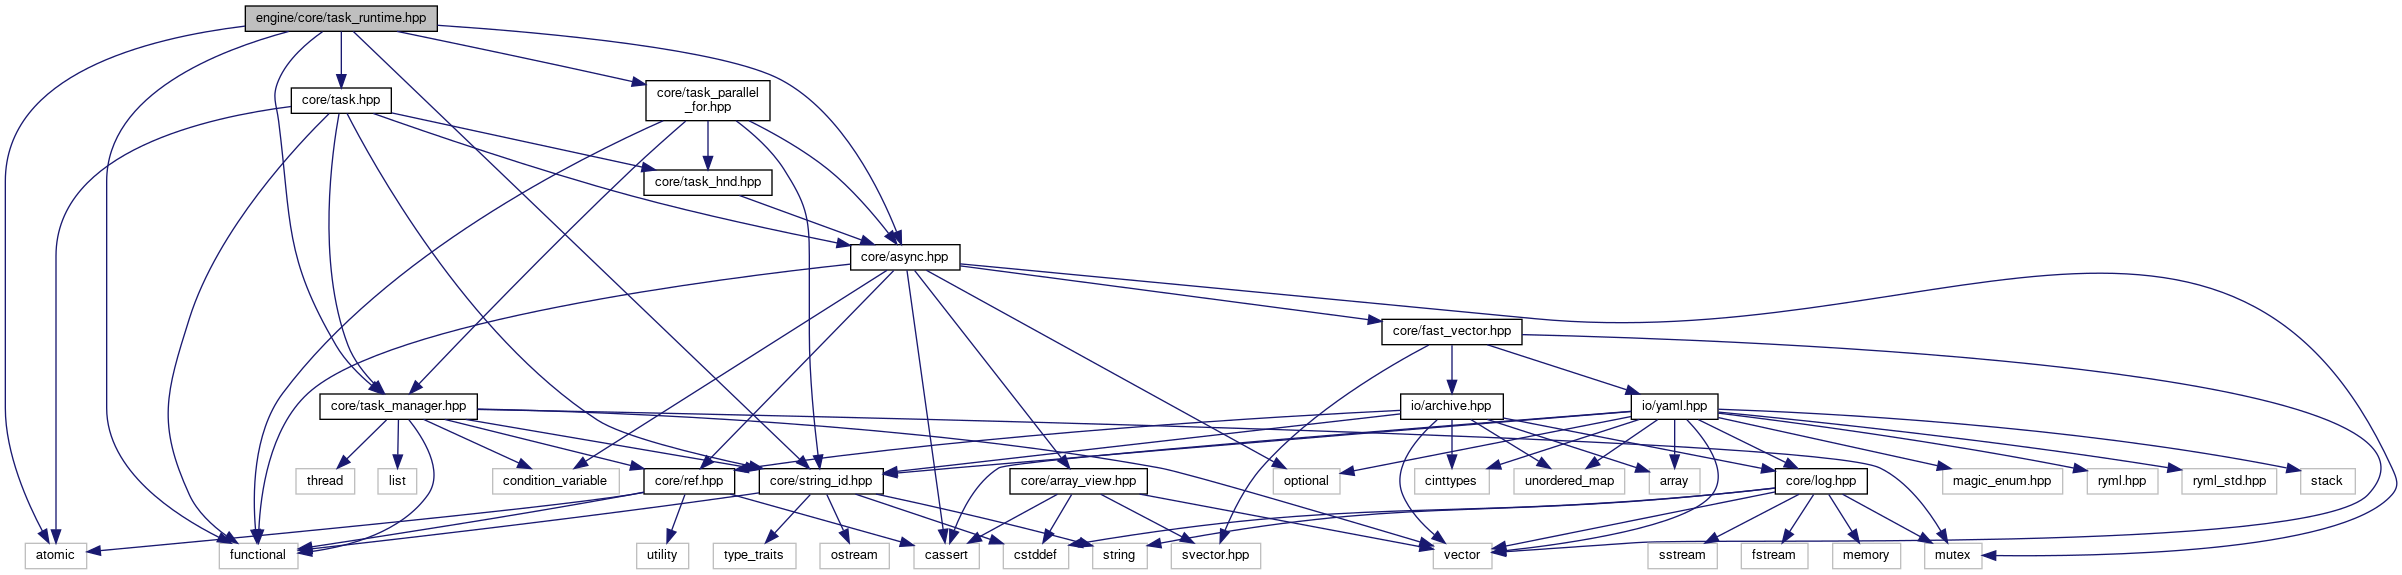 engine/core/task_runtime.hpp
core/task.hpp
core/task_parallel
_for.hpp
core/task_hnd.hpp
core/async.hpp
core/fast_vector.hpp
core/task_manager.hpp
io/archive.hpp
io/yaml.hpp
thread
list
condition_variable
core/ref.hpp
core/string_id.hpp
core/array_view.hpp
optional
cinttypes
unordered_map
array
core/log.hpp
magic_enum.hpp
ryml.hpp
ryml_std.hpp
stack
atomic
functional
utility
type_traits
ostream
cassert
cstddef
string
svector.hpp
vector
sstream
fstream
memory
mutex